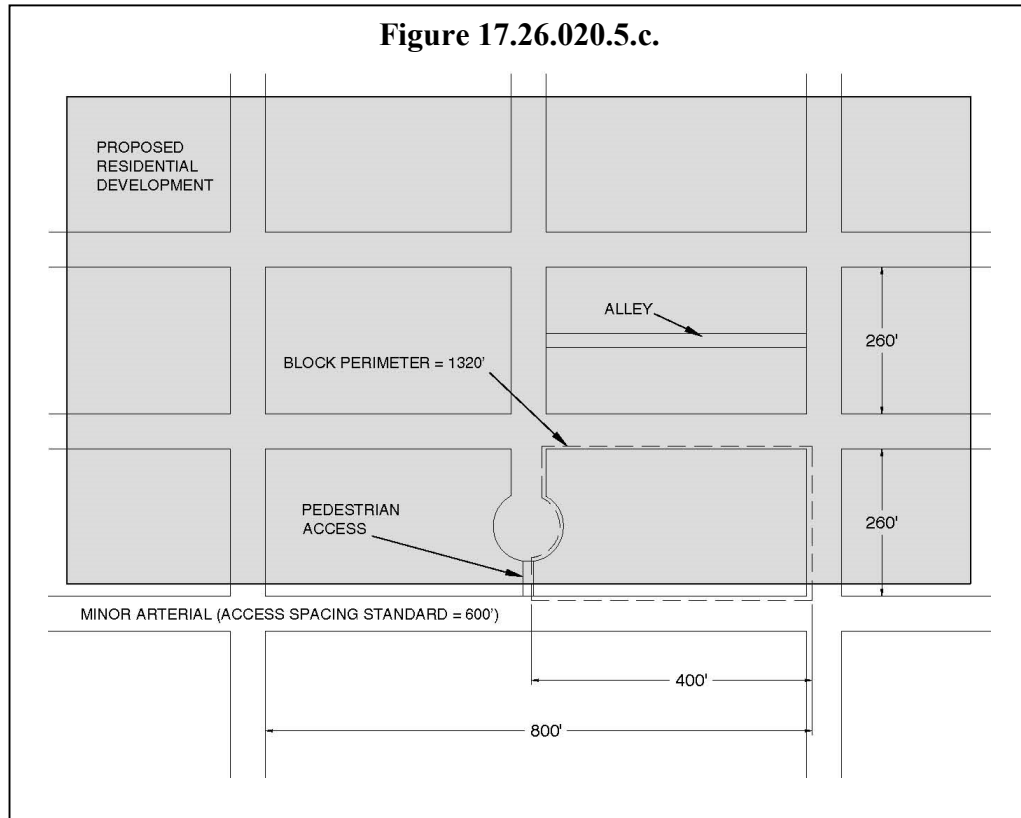 Figure 17.26.020.5.c.
PROPOSED
RESIDENTIAL
DEVELOPMENT
ALLEY
260'
BLOCK PERIMETER = 1320'
PEDESTRIAN
ACCESS
260'
MINOR ARTERIAL (ACCESS SPACING STANDARD = 600')
400'
800'